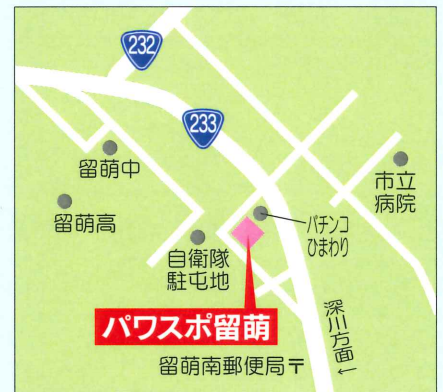 232
233
留萌中
留萌高
市立
病院
パチンコ
ひまわり
自衛隊
駐屯地
パワスポ留萌
深川方面←
留萌南郵便局〒